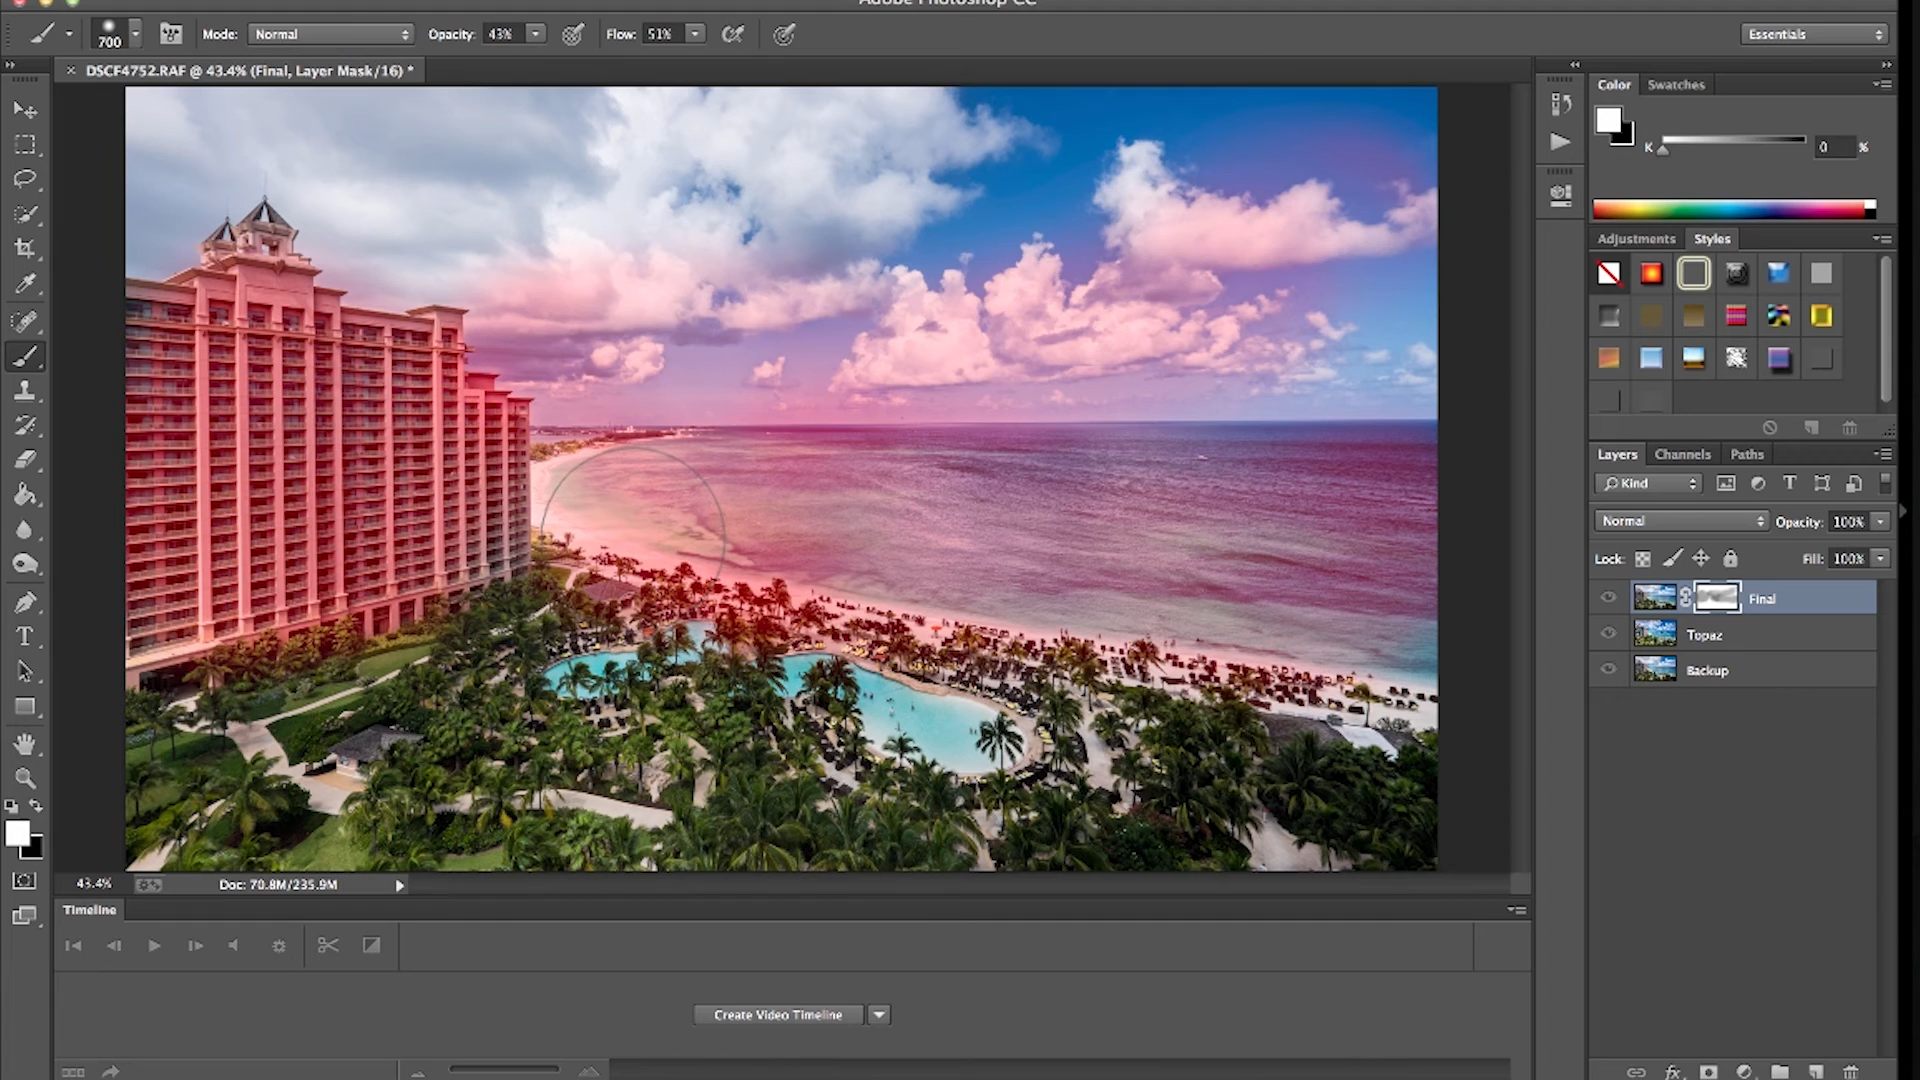 Adobe Photoshop CC
700 Mode: Normal Opacity: 43% Flow: 51% Essentials
× DSCF4752.RAF @ 43.4% (Final, Layer Mask/16) *
Color Swatches
K 0 %
Adjustments Styles
Layers Channels Paths
Kind T
Normal Opacity: 100%
Lock: Fill: 100%
Final
Topaz
Backup
T
43.4% Doc: 70.8M/235.9M
Timeline
Create Video Timeline
fx